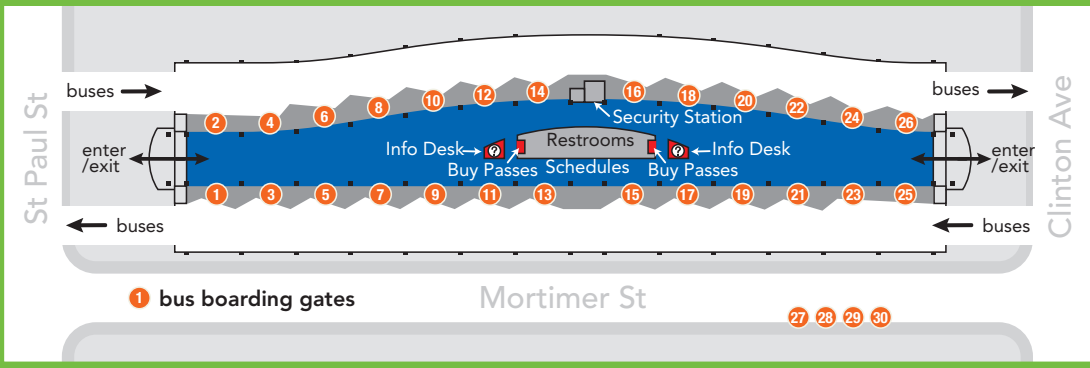 St Paul St
buses
buses
2
4
6
8
10
12
14
16
18
20
22
24
26
Security Station
enter
/exit
Info Desk
?
Restrooms
?
Info Desk
enter
/exit
Buy Passes
Schedules
Buy Passes
1
3
5
7
9
11
13
15
17
19
21
23
25
buses
buses
Clinton Ave
1 bus boarding gates
Mortimer St
27 28 29 30